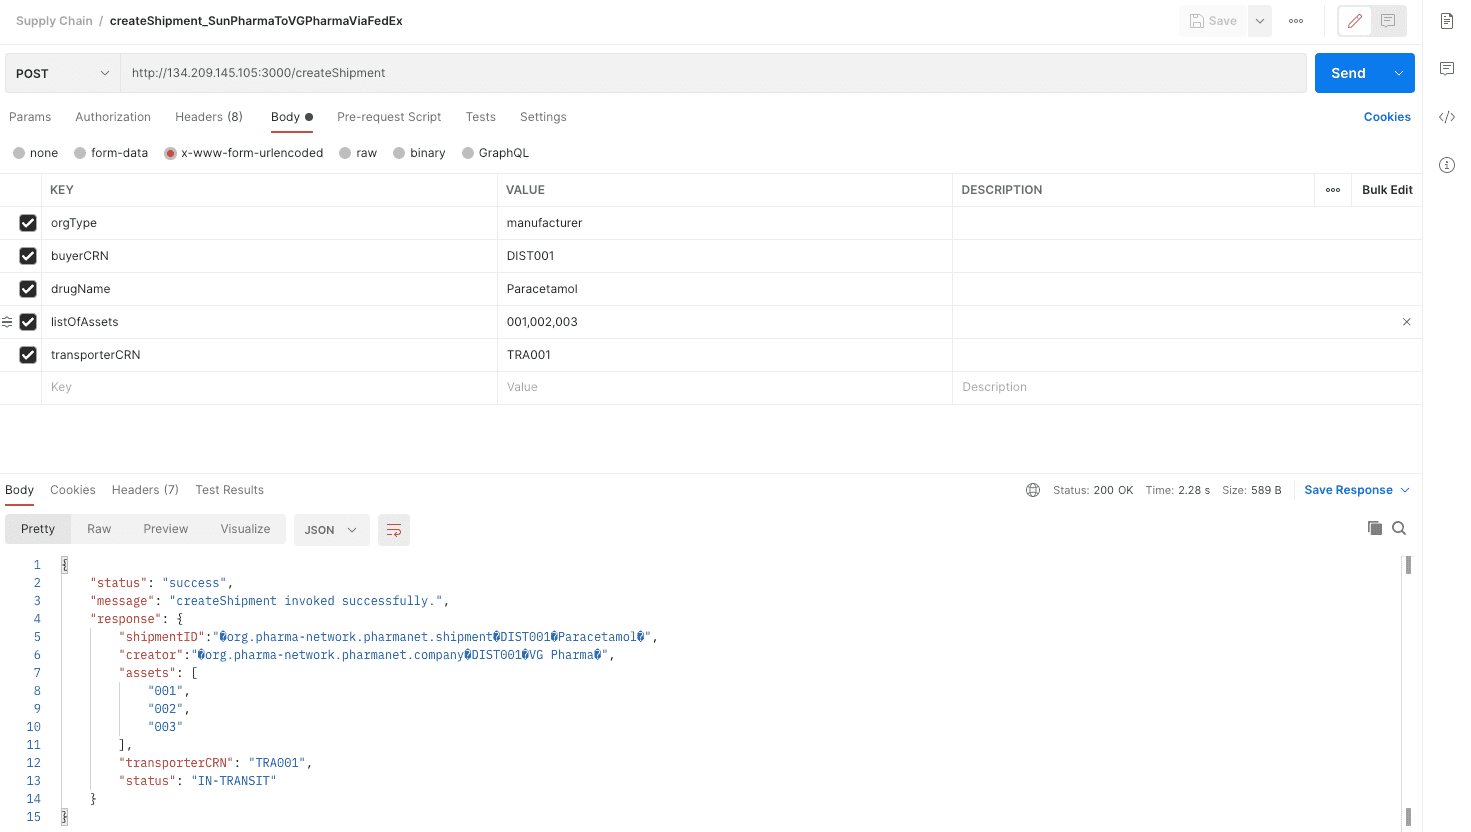 Supply Chain / createShipment_SunPharmaToVGPharmaViaFedEx
Save
POST
http://134.209.145.105:3000/createShipment
Send
Params Authorization Headers (8) Body Pre-request Script Tests Settings Cookies
none form-data x-www-form-urlencoded raw binary GraphQL
KEY VALUE DESCRIPTION Bulk Edit
orgType manufacturer
buyerCRN DIST001
drugName Paracetamol
listOfAssets 001,002,003
transporterCRN TRA001
Key Value Description
Body Cookies Headers (7) Test Results Status: 200 OK Time: 2.28 s Size: 589 B Save Response
Pretty Raw Preview Visualize JSON
1 {
2 "status": "success",
3 "message": "createShipment invoked successfully.",
4 "response": {
5 "shipmentID":"�org.pharma-network.pharmanet.shipment�DIST001�Paracetamol�",
6 "creator":"�org.pharma-network.pharmanet.company�DIST001�VG Pharma�",
7 "assets": [
8 "001",
9 "002",
10 "003"
11 ],
12 "transporterCRN": "TRA001",
13 "status": "IN-TRANSIT"
14 }
15 }